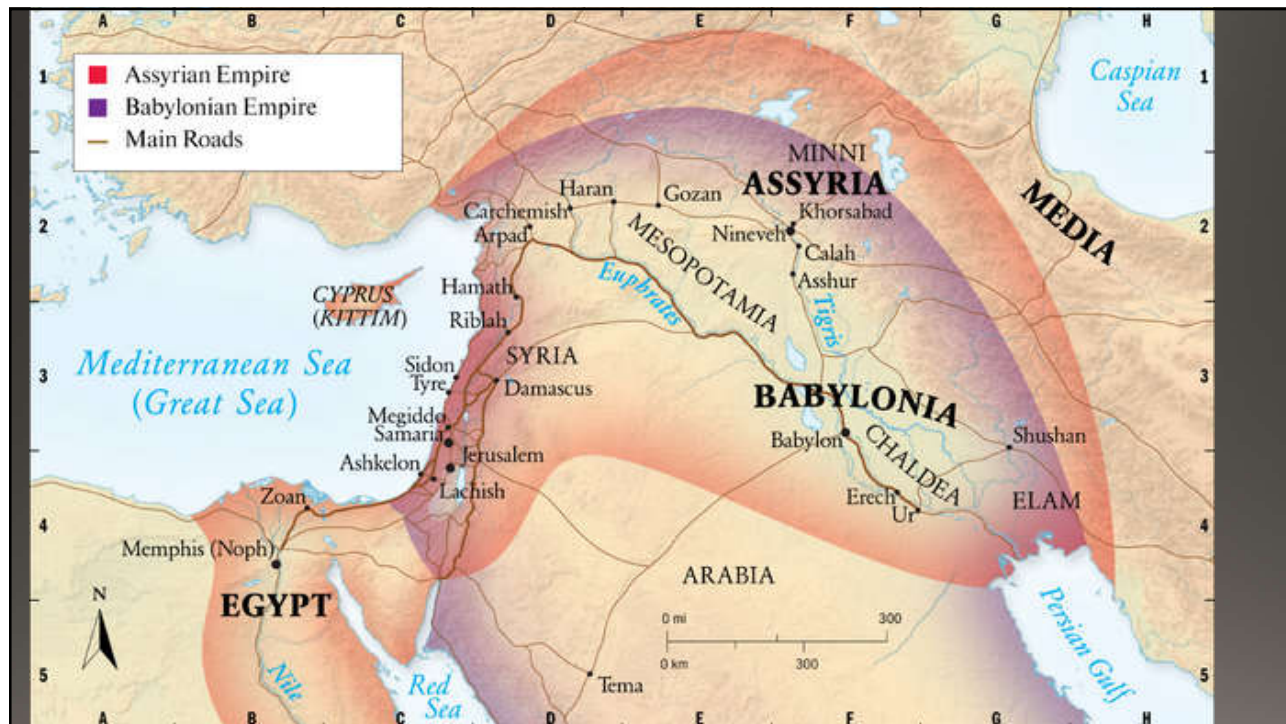 A B C D E F G H
Assyrian Empire
Babylonian Empire
Main Roads
1
1
Caspian
Sea
MINNI
ASSYRIA
Haran
Gozan
Khorsabad
MEDIA
Carchemish
2
Arpad
Nineveh
2
MESOPOTAMIA
Calah
Asshur
Euphrates
Hamath
CYPRUS
(KITTIM)
Riblah
Tigris
Mediterranean Sea
(Great Sea)
SYRIA
Sidon
Tyre
Damascus
3
3
BABYLONIA
Megiddo
Samaria
Babylon
CHALDEA
Shushan
Jerusalem
Ashkelon
Lachish
Zoan
Erech
Ur
ELAM
4
4
Memphis (Noph)
ARABIA
N
EGYPT
0 mi 300
0 km 300
Persian Gulf
Nile
Red
Sea
Tema
5
5
A B C D E F G H